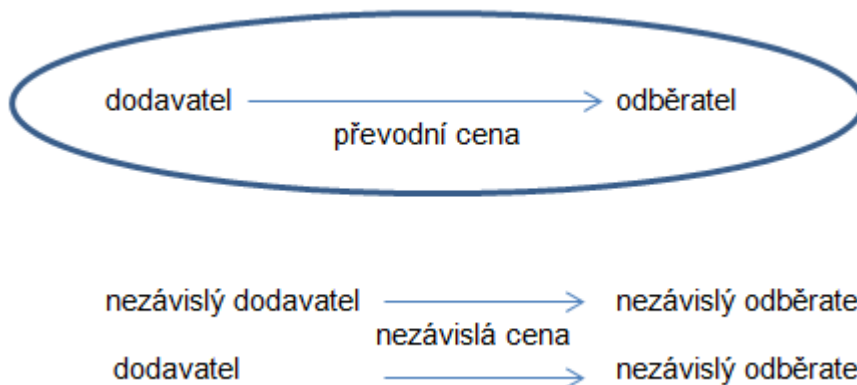 dodavatel odběratel
převodní cena
nezávislý dodavatel nezávislý odběrate
nezávislá cena
dodavatel nezávislý odběrate